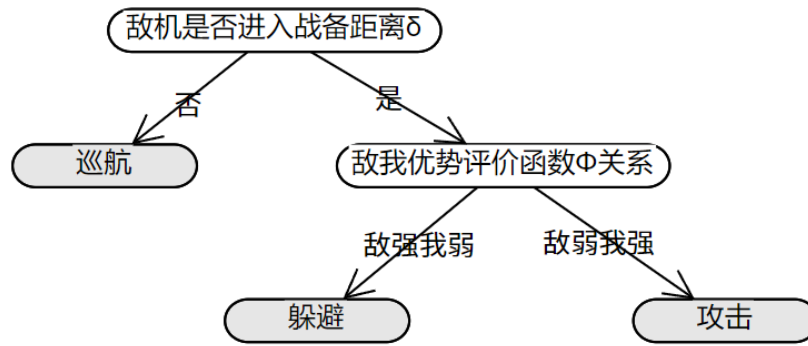 敌机是否进入战备距离δ
否
是
巡航
敌我优势评价函数Φ关系
敌强我弱
敌弱我强
躲避
攻击